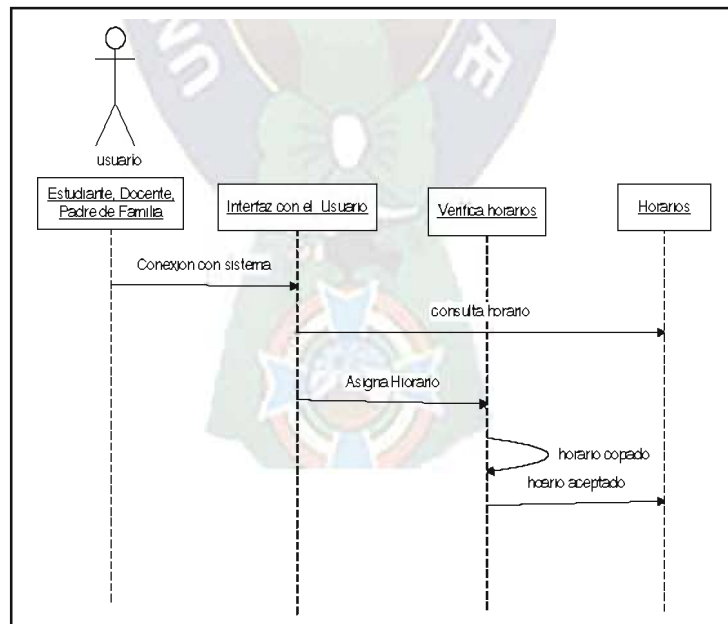 UN
Æ
usuario
Estudiante, Docente,
Padre de Familia
Interfaz con el Usuario
Verifica horarios
Horarios
Conexion con sistema
consulta horario
Asigna Hiorario
horario copado
hoario aceptado